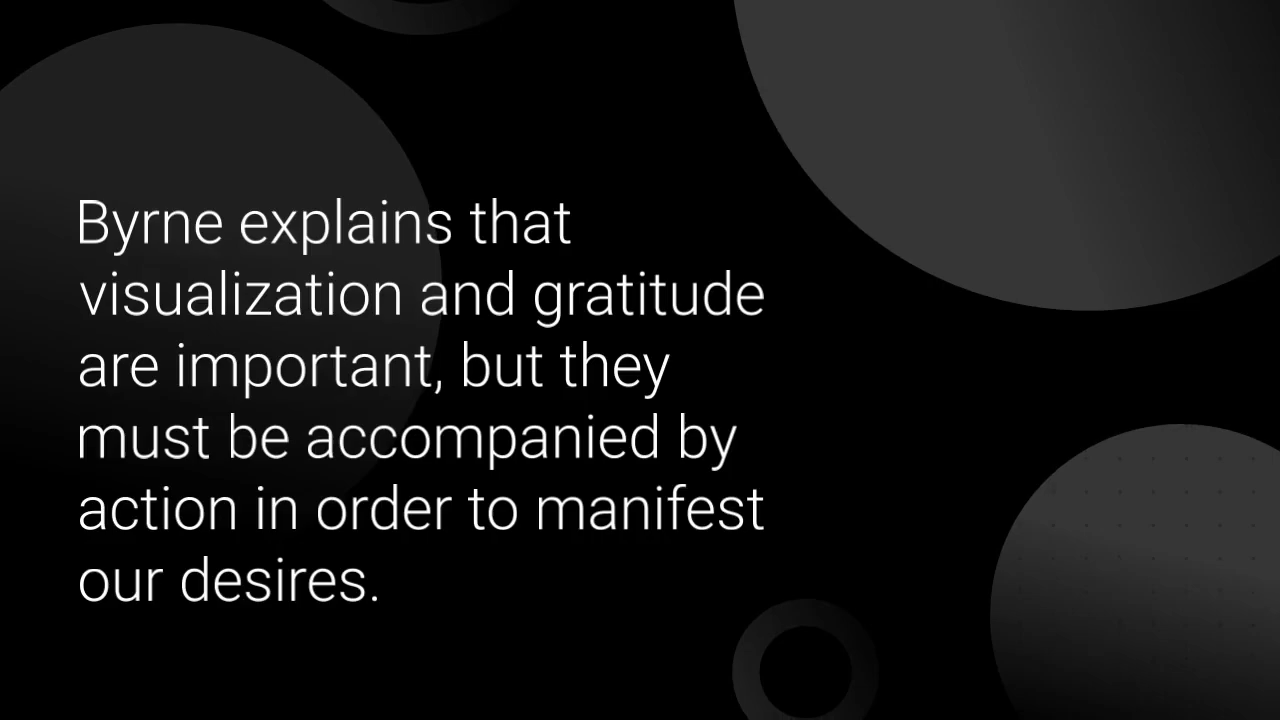 Byrne explains that
visualization and gratitude
are important, but they
must be accompanied by
action in order to manifest
our desires.